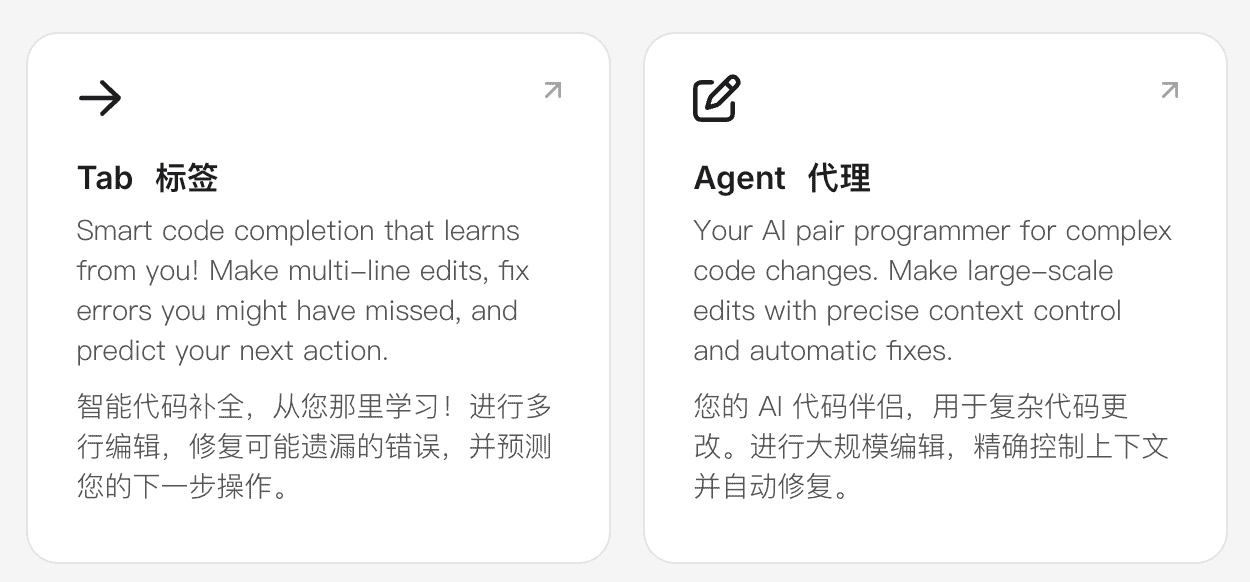 Tab 标签
Smart code completion that learns
from you! Make multi-line edits, fix
errors you might have missed, and
predict your next action.
智能代码补全，从您那里学习！进行多
行编辑，修复可能遗漏的错误，并预测
您的下一步操作。
Agent 代理
Your AI pair programmer for complex
code changes. Make large-scale
edits with precise context control
and automatic fixes.
您的 AI 代码伴侣，用于复杂代码更
改。进行大规模编辑，精确控制上下文
并自动修复。